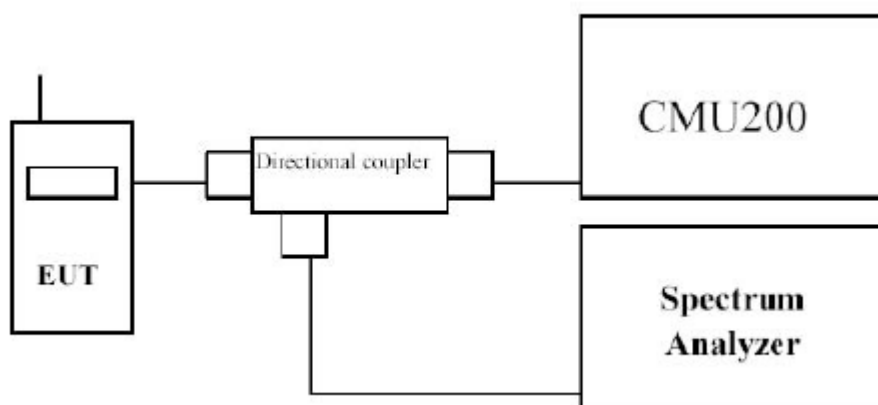 CMU200
Directional coupler
EUT
Spectrum
Analyzer